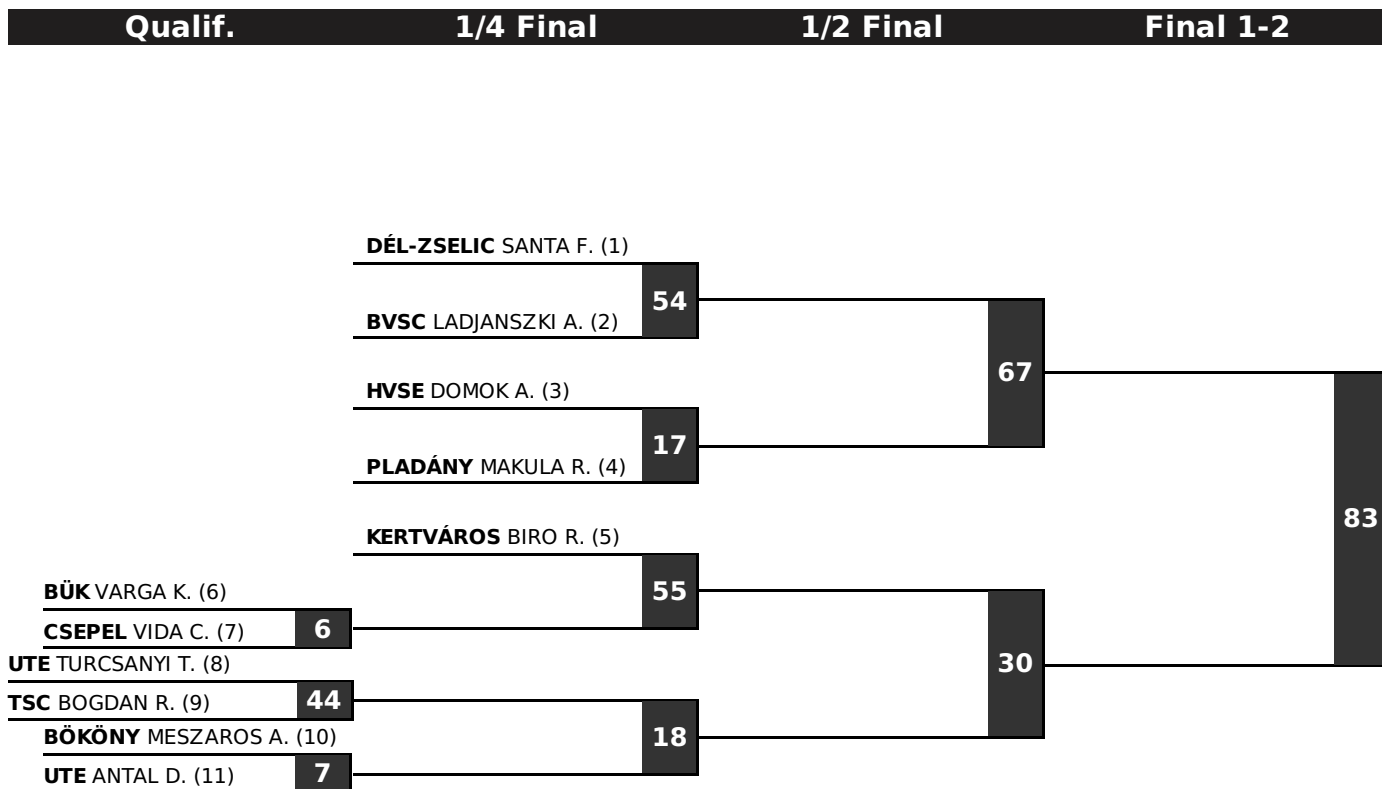 Qualif. 1/4 Final 1/2 Final Final 1-2
DÉL-ZSELIC SANTA F. (1)
54
BVSC LADJANSZKI A. (2)
67
HVSE DOMOK A. (3)
17
PLADÁNY MAKULA R. (4)
83
KERTVÁROS BIRO R. (5)
55
BÜK VARGA K. (6)
6
CSEPEL VIDA C. (7)
30
UTE TURCSANYI T. (8)
44
TSC BOGDAN R. (9)
18
BÖKÖNY MESZAROS A. (10)
7
UTE ANTAL D. (11)